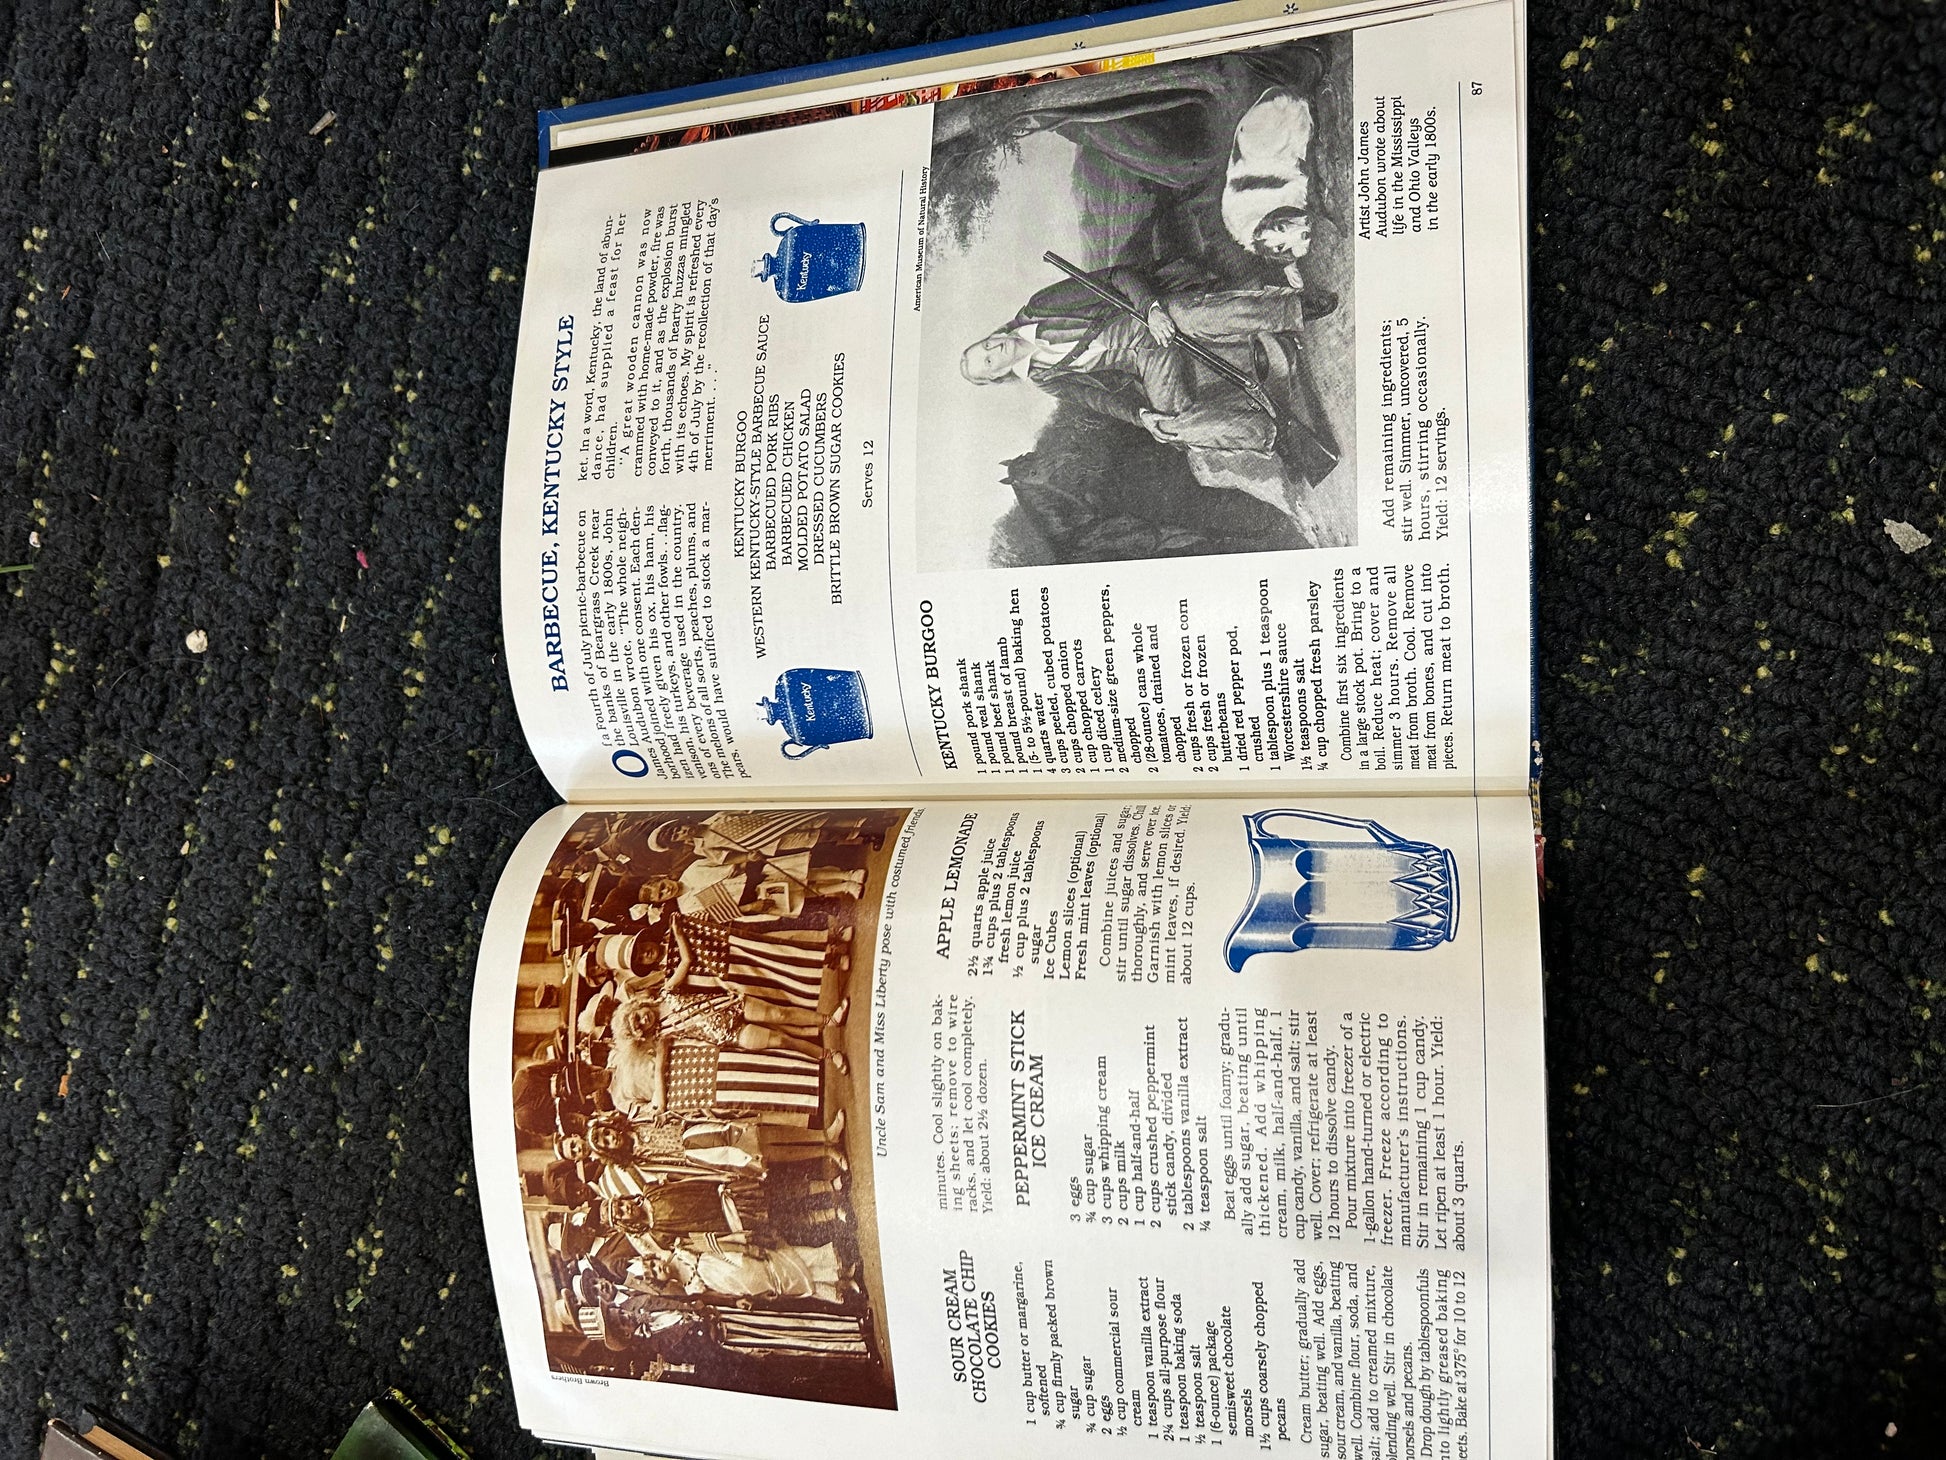 Brown Brothers
Uncle Sam and Miss Liberty pose with costumed friends.
SOUR CREAM
CHOCOLATE CHIP
COOKIES
1 cup butter or margarine,
softened
¾ cup firmly packed brown
sugar
¾ cup sugar
2 eggs
½ cup commercial sour
cream
1 teaspoon vanilla extract
2¼ cups all-purpose flour
1 teaspoon baking soda
½ teaspoon salt
1 (6-ounce) package
semisweet chocolate
morsels
1½ cups coarsely chopped
pecans
Cream butter; gradually add
sugar, beating well. Add eggs,
sour cream, and vanilla, beating
well. Combine flour, soda, and
salt; add to creamed mixture,
blending well. Stir in chocolate
morsels and pecans.
Drop dough by tablespoonfuls
onto lightly greased baking
sheets. Bake at 375° for 10 to 12
minutes. Cool slightly on bak-
ing sheets; remove to wire
racks, and let cool completely.
Yield: about 2½ dozen.
PEPPERMINT STICK
ICE CREAM
3 eggs
¾ cup sugar
3 cups whipping cream
2 cups milk
1 cup half-and-half
2 cups crushed peppermint
stick candy, divided
2 tablespoons vanilla extract
¼ teaspoon salt
Beat eggs until foamy; gradu-
ally add sugar, beating until
thickened. Add whipping
cream, milk, half-and-half, 1
cup candy, vanilla, and salt; stir
well. Cover; refrigerate at least
12 hours to dissolve candy.
Pour mixture into freezer of a
1-gallon hand-turned or electric
freezer. Freeze according to
manufacturer's instructions.
Stir in remaining 1 cup candy.
Let ripen at least 1 hour. Yield:
about 3 quarts.
APPLE LEMONADE
2½ quarts apple juice
1¾ cups plus 2 tablespoons
fresh lemon juice
½ cup plus 2 tablespoons
sugar
Ice Cubes
Lemon slices (optional)
Fresh mint leaves (optional)
Combine juices and sugar;
stir until sugar dissolves. Chill
thoroughly, and serve over ice.
Garnish with lemon slices or
mint leaves, if desired. Yield:
about 12 cups.
BARBECUE, KENTUCKY STYLE
Of a Fourth of July picnic-barbecue on
the banks of Beargrass Creek near
Louisville in the early 1800s, John
James Audubon wrote, "The whole neigh-
borhood joined with one consent. Each den-
izen had freely given his ox, his ham, his
venison, his turkeys, and other fowls. . .flag-
ons of every beverage used in the country.
The melons of all sorts, peaches, plums, and
pears, would have sufficed to stock a mar-
ket. In a word, Kentucky, the land of abun-
dance, had supplied a feast for her
children.
"A great wooden cannon was now
crammed with home-made powder, fire was
conveyed to it, and as the explosion burst
forth, thousands of hearty huzzas mingled
with its echoes. My spirit is refreshed every
4th of July by the recollection of that day's
merriment. . . ."
Kentucky
KENTUCKY BURGOO
WESTERN KENTUCKY-STYLE BARBECUE SAUCE
BARBECUED PORK RIBS
BARBECUED CHICKEN
MOLDED POTATO SALAD
DRESSED CUCUMBERS
BRITTLE BROWN SUGAR COOKIES
Serves 12
Kentucky
KENTUCKY BURGOO
1 pound pork shank
1 pound veal shank
1 pound beef shank
1 pound breast of lamb
1 (5- to 5½-pound) baking hen
4 quarts water
3 cups peeled, cubed potatoes
2 cups chopped onion
2 cups chopped carrots
1 cup diced celery
2 medium-size green peppers,
chopped
2 (28-ounce) cans whole
tomatoes, drained and
chopped
2 cups fresh or frozen corn
2 cups fresh or frozen
butterbeans
1 dried red pepper pod,
crushed
1 tablespoon plus 1 teaspoon
Worcestershire sauce
1½ teaspoons salt
¼ cup chopped fresh parsley
Combine first six ingredients
in a large stock pot. Bring to a
boil. Reduce heat; cover and
simmer 3 hours. Remove all
meat from broth. Cool. Remove
meat from bones, and cut into
pieces. Return meat to broth.
Add remaining ingredients;
stir well. Simmer, uncovered, 5
hours, stirring occasionally.
Yield: 12 servings.
American Museum of Natural History
Artist John James
Audubon wrote about
life in the Mississippi
and Ohio Valleys
in the early 1800s.
87